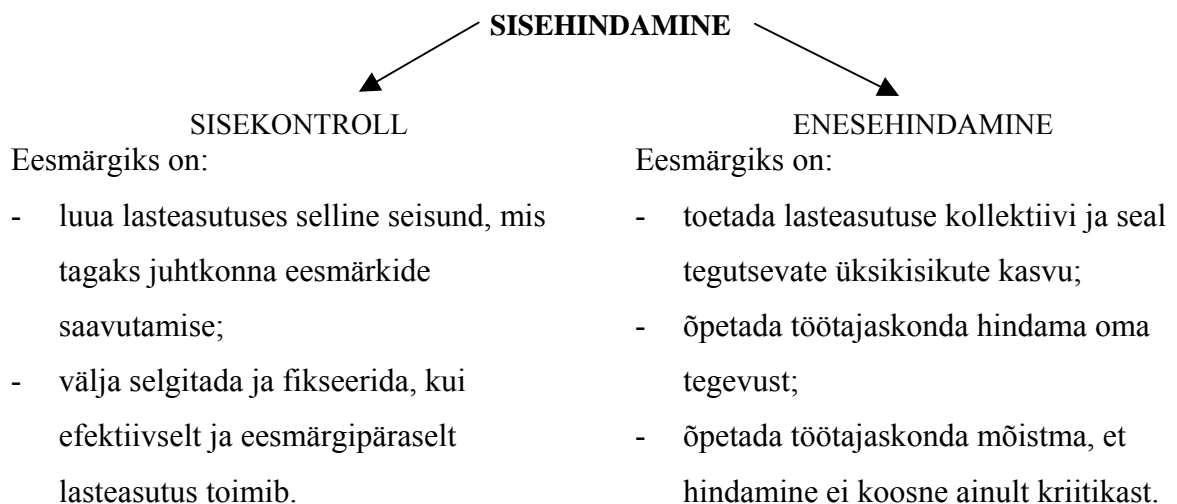 SISEHINDAMINE
SISEKONTROLL
Eesmärgiks on:
- luua lasteasutuses selline seisund, mis
tagaks juhtkonna eesmärkide
saavutamise;
- välja selgitada ja fikseerida, kui
efektiivselt ja eesmärgipäraselt
lasteasutus toimib.
ENESEHINDAMINE
Eesmärgiks on:
- toetada lasteasutuse kollektiivi ja seal
tegutsevate üksikisikute kasvu;
- õpetada töötajaskonda hindama oma
tegevust;
- õpetada töötajaskonda mõistma, et
hindamine ei koosne ainult kriitikast.